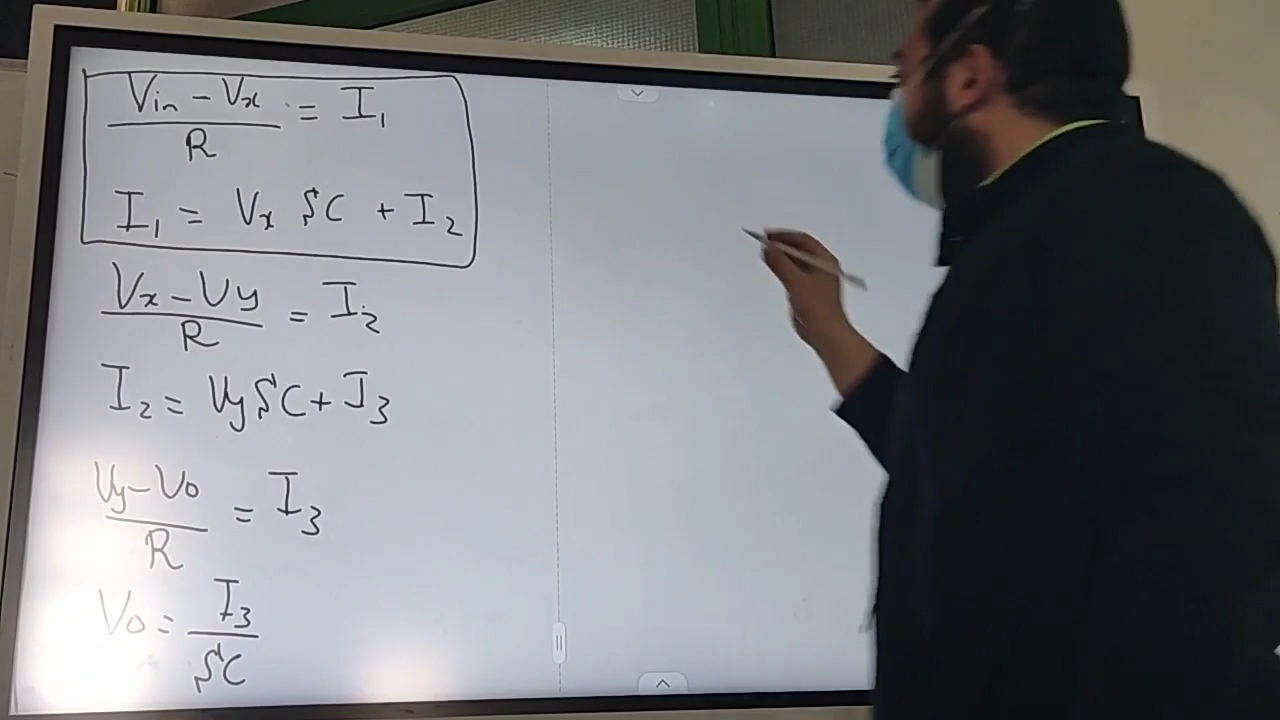 (Vin - Vx) / R = I1
I1 = Vx SC + I2
(Vx - Vy) / R = I2
I2 = Vy SC + I3
(Vy - Vo) / R = I3
Vo = I3 / SC